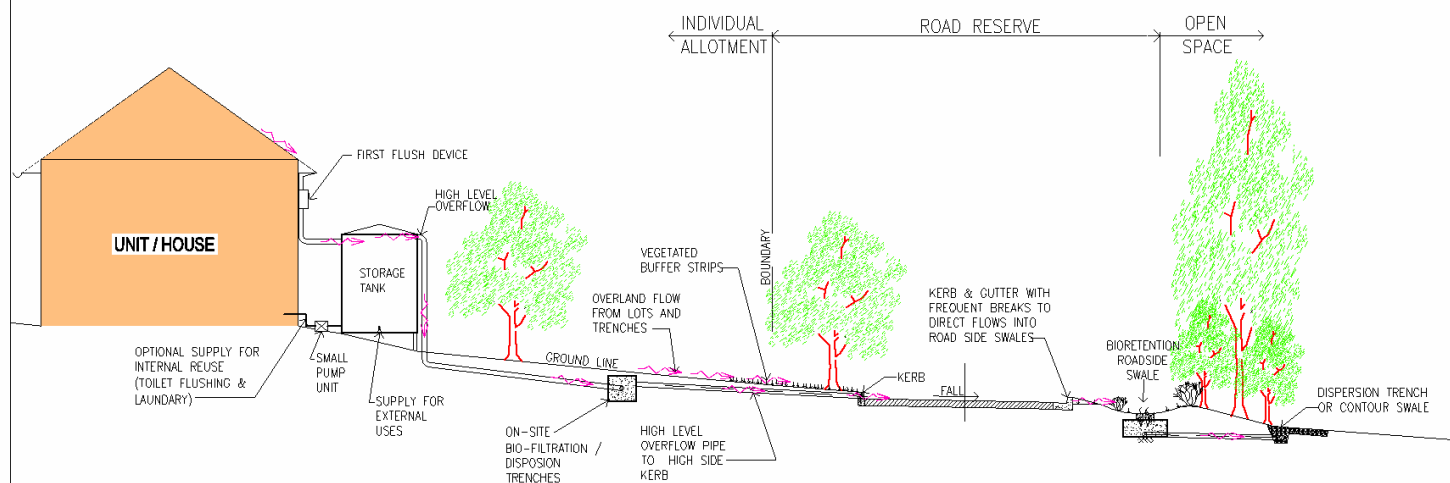 INDIVIDUAL
ALLOTMENT
ROAD RESERVE
OPEN
SPACE
FIRST FLUSH DEVICE
HIGH LEVEL
OVERFLOW
UNIT / HOUSE
STORAGE
TANK
VEGETATED
BUFFER STRIPS
BOUNDARY
OVERLAND FLOW
FROM LOTS AND
TRENCHES
KERB & GUTTER WITH
FREQUENT BREAKS TO
DIRECT FLOWS INTO
ROAD SIDE SWALES
BIORETENTION
ROADSIDE
SWALE
OPTIONAL SUPPLY FOR
INTERNAL REUSE
(TOILET FLUSHING &
LAUNDARY)
SMALL
PUMP
UNIT
GROUND LINE
KERB
FALL
DISPERSION TRENCH
OR CONTOUR SWALE
SUPPLY FOR
EXTERNAL
USES
ON-SITE
BIO-FILTRATION /
DISPOSION
TRENCHES
HIGH LEVEL
OVERFLOW PIPE
TO HIGH SIDE
KERB